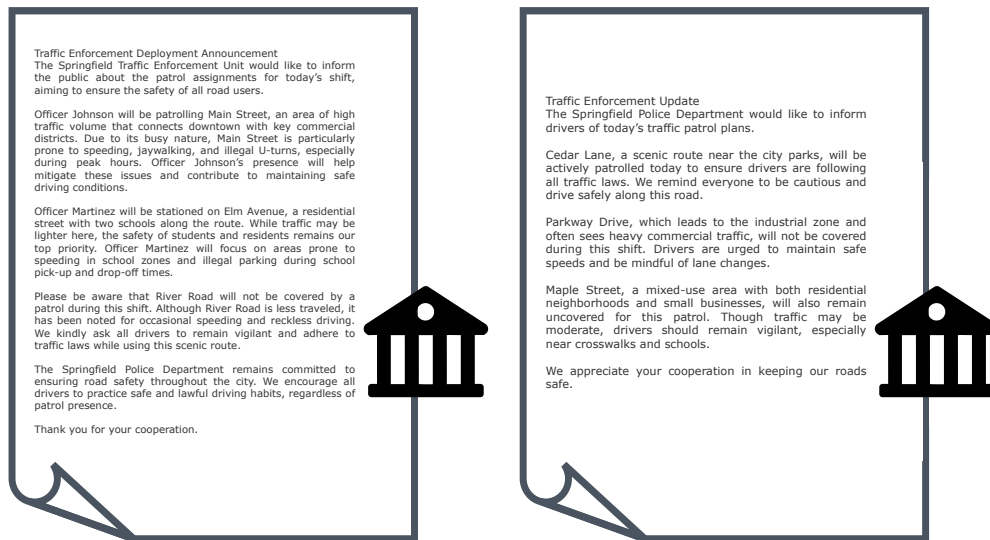 Traffic Enforcement Deployment Announcement
The Springfield Traffic Enforcement Unit would like to inform
the public about the patrol assignments for today's shift,
aiming to ensure the safety of all road users.
Officer Johnson will be patrolling Main Street, an area of high
traffic volume that connects downtown with key commercial
districts. Due to its busy nature, Main Street is particularly
prone to speeding, jaywalking, and illegal U-turns, especially
during peak hours. Officer Johnson's presence will help
mitigate these issues and contribute to maintaining safe
driving conditions.
Officer Martinez will be stationed on Elm Avenue, a residential
street with two schools along the route. While traffic may be
lighter here, the safety of students and residents remains our
top priority. Officer Martinez will focus on areas prone to
speeding in school zones and illegal parking during school
pick-up and drop-off times.
Please be aware that River Road will not be covered by a
patrol during this shift. Although River Road is less traveled, it
has been noted for occasional speeding and reckless driving.
We kindly ask all drivers to remain vigilant and adhere to
traffic laws while using this scenic route.
The Springfield Police Department remains committed to
ensuring road safety throughout the city. We encourage all
drivers to practice safe and lawful driving habits, regardless of
patrol presence.
Thank you for your cooperation.
Traffic Enforcement Update
The Springfield Police Department would like to inform
drivers of today's traffic patrol plans.
Cedar Lane, a scenic route near the city parks, will be
actively patrolled today to ensure drivers are following
all traffic laws. We remind everyone to be cautious and
drive safely along this road.
Parkway Drive, which leads to the industrial zone and
often sees heavy commercial traffic, will not be covered
during this shift. Drivers are urged to maintain safe
speeds and be mindful of lane changes.
Maple Street, a mixed-use area with both residential
neighborhoods and small businesses, will also remain
uncovered for this patrol. Though traffic may be
moderate, drivers should remain vigilant, especially
near crosswalks and schools.
We appreciate your cooperation in keeping our roads
safe.